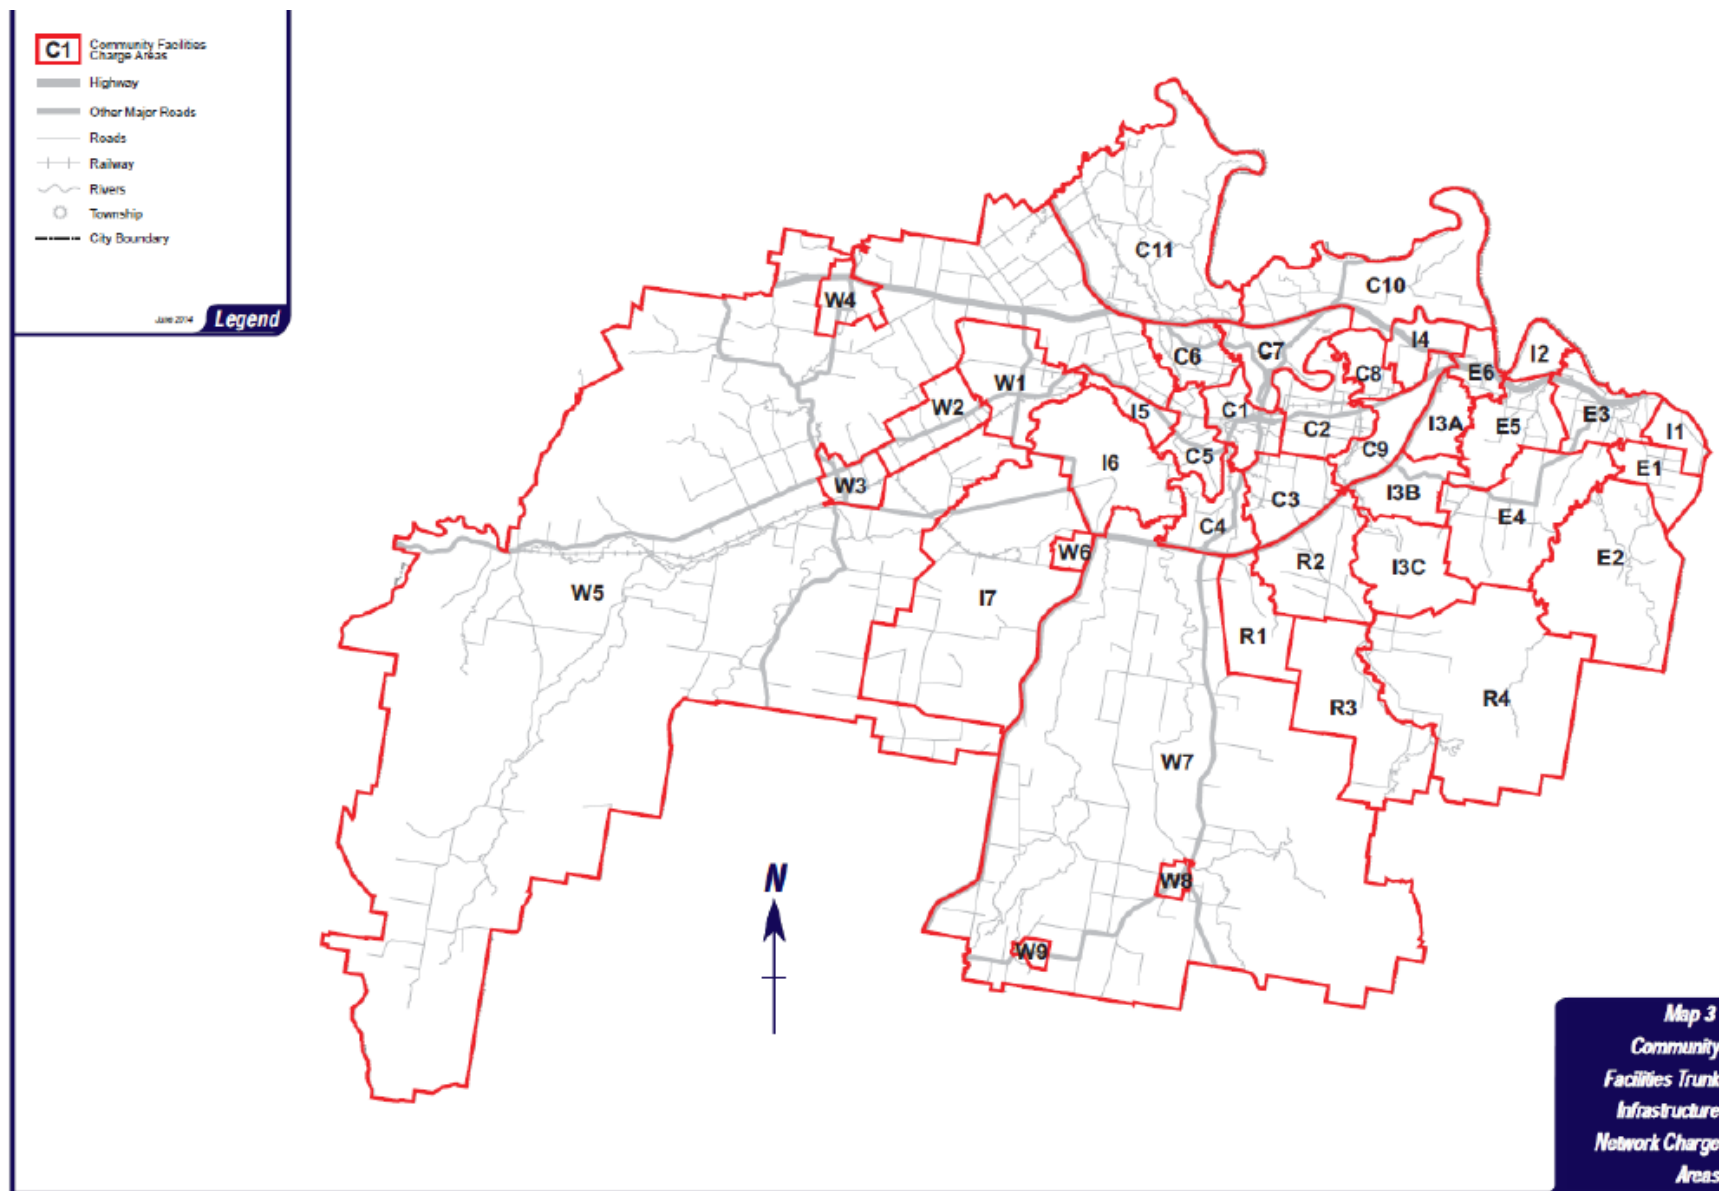 C1
Community Facilities
Charge Areas
Highway
Other Major Roads
Roads
Railway
Rivers
Township
City Boundary
June 2014
Legend
C11
C10
W4
I4
I2
C7
C6
C8
E6
W1
W2
I5
C1
C2
I3A
E5
E3
I1
C9
C5
I6
E1
W3
C3
I3B
E4
C4
W6
R2
I3C
E2
W5
I7
R1
R3
R4
W7
W8
W9
N
Map 3
Community
Facilities Trunk
Infrastructure
Network Charge
Areas